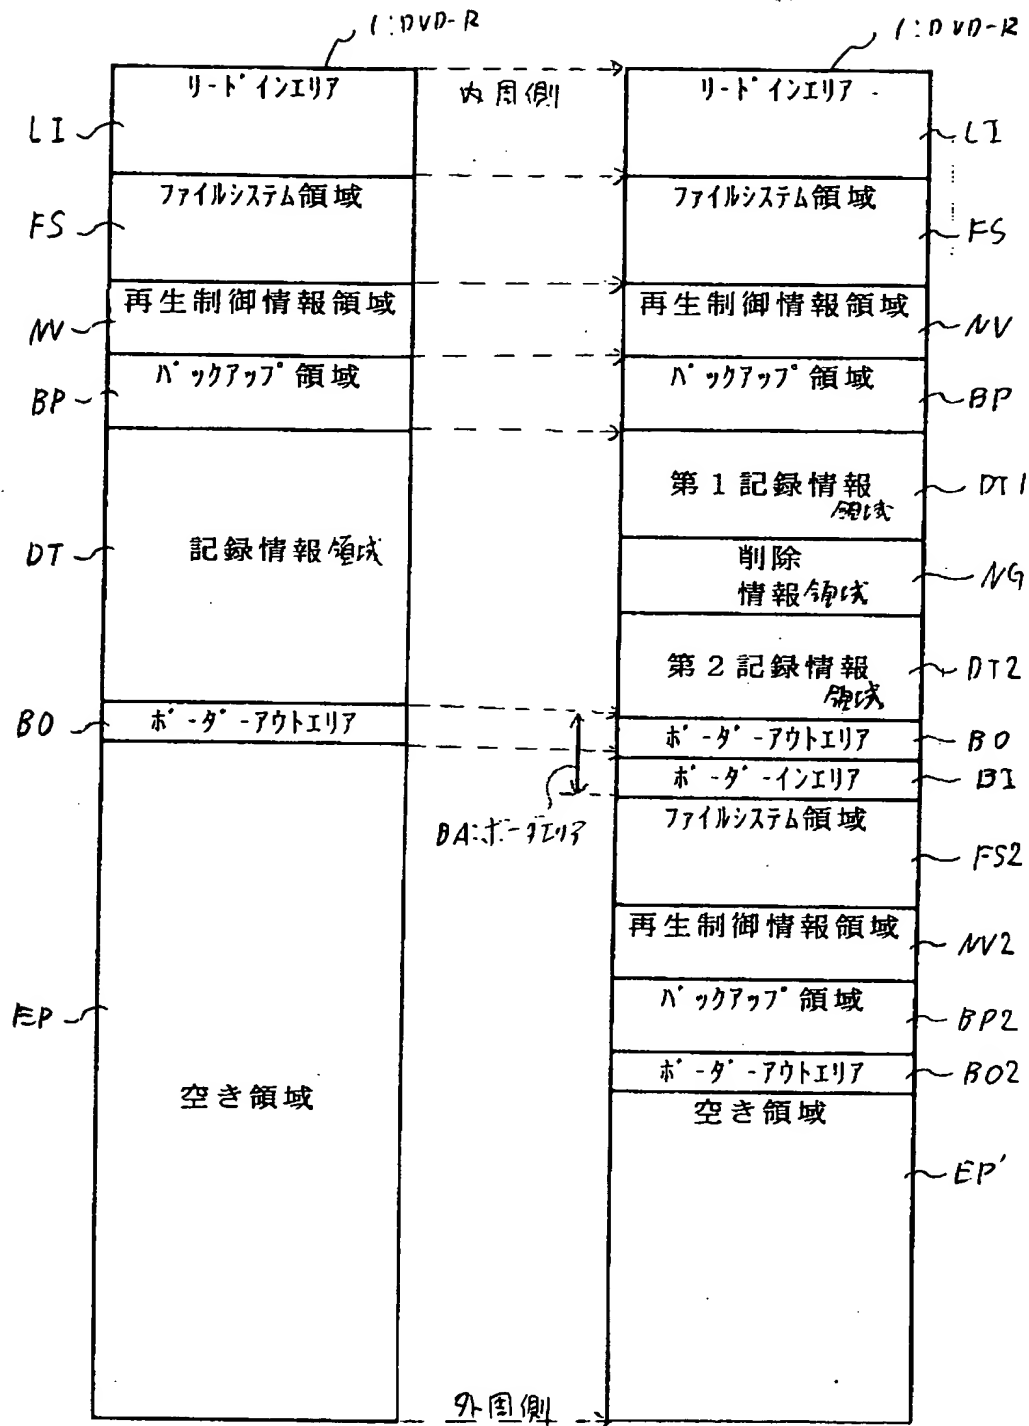 1:DVD-R
リードインエリア
LI
ファイルシステム領域
FS
再生制御情報領域
NV
バックアップ領域
BP
記録情報領域
DT
ボーダーアウトエリア
BO
空き領域
EP
内周側
BA:ボーダエリア
外周側
1:DVD-R
リードインエリア
LI
ファイルシステム領域
FS
再生制御情報領域
NV
バックアップ領域
BP
第1記録情報
領域
DT1
削除
情報領域
NG
第2記録情報
領域
DT2
ボーダーアウトエリア
BO
ボーダーインエリア
BI
ファイルシステム領域
FS2
再生制御情報領域
NV2
バックアップ領域
BP2
ボーダーアウトエリア
BO2
空き領域
EP'